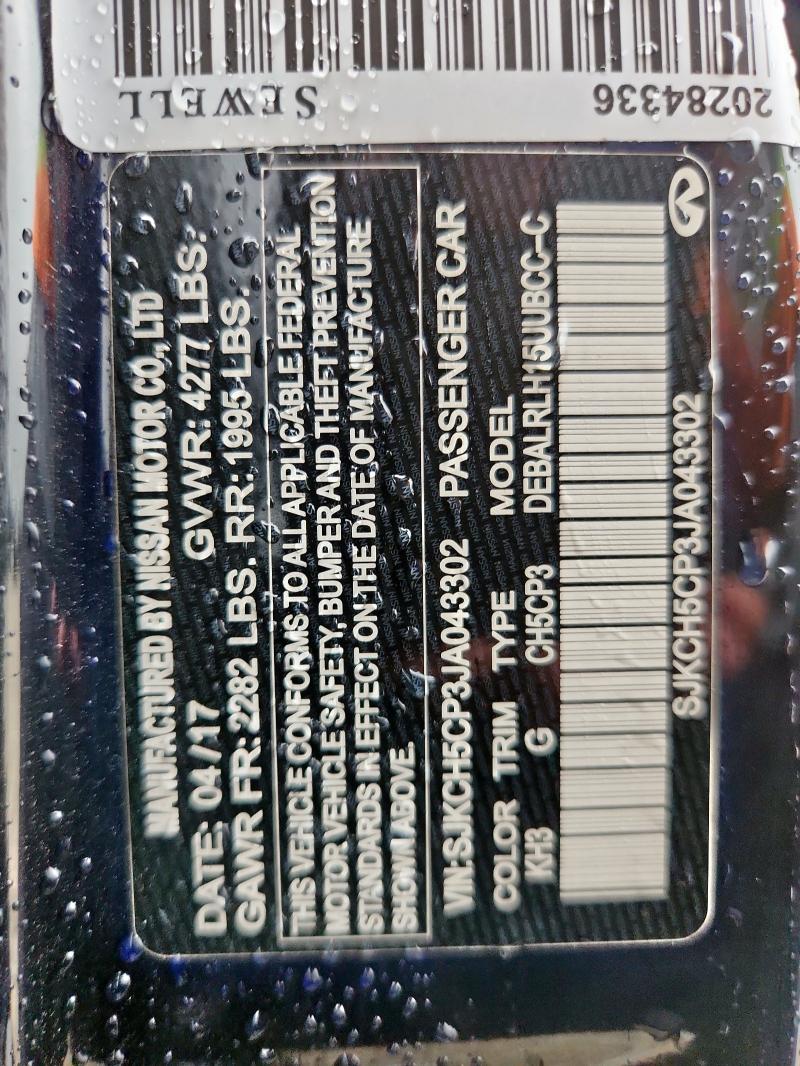 SEWELL 20284336
MANUFACTURED BY NISSAN MOTOR CO., LTD
DATE: 04/17 GVWR: 4277 LBS.
GAWR FR: 2282 LBS. RR: 1995 LBS.
THIS VEHICLE CONFORMS TO ALL APPLICABLE FEDERAL
MOTOR VEHICLE SAFETY, BUMPER AND THEFT PREVENTION
STANDARDS IN EFFECT ON THE DATE OF MANUFACTURE
SHOWN ABOVE.
VIN:SJKCH5CP3JA043302 PASSENGER CAR
COLOR TRIM TYPE MODEL
KH3 G CH5CP3 DEBALRLH15UUBCC-C
SJKCH5CP3JA043302